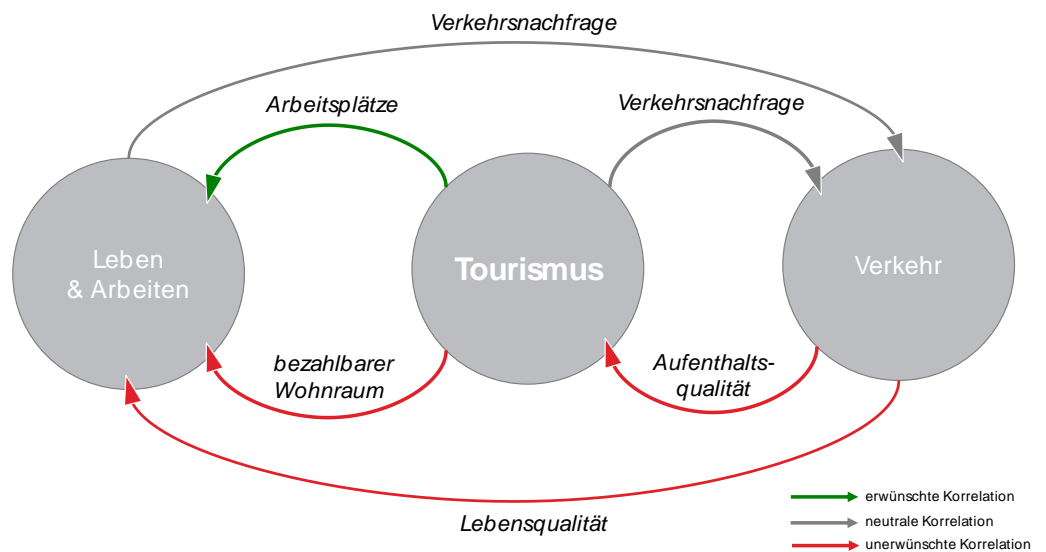 Verkehrsnachfrage
Arbeitsplätze
Verkehrsnachfrage
Leben
& Arbeiten
Tourismus
Verkehr
bezahlbarer
Wohnraum
Aufenthalts-
qualität
Lebensqualität
erwünschte Korrelation
neutrale Korrelation
unerwünschte Korrelation